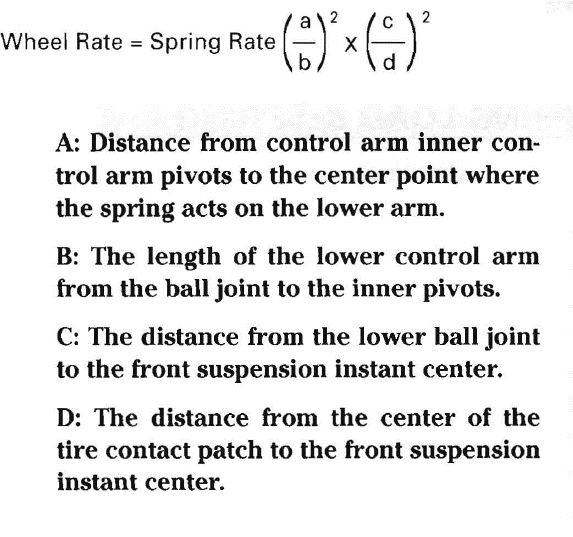 Wheel Rate = Spring Rate (a/b)² x (c/d)²
A: Distance from control arm inner con-
trol arm pivots to the center point where
the spring acts on the lower arm.
B: The length of the lower control arm
from the ball joint to the inner pivots.
C: The distance from the lower ball joint
to the front suspension instant center.
D: The distance from the center of the
tire contact patch to the front suspension
instant center.